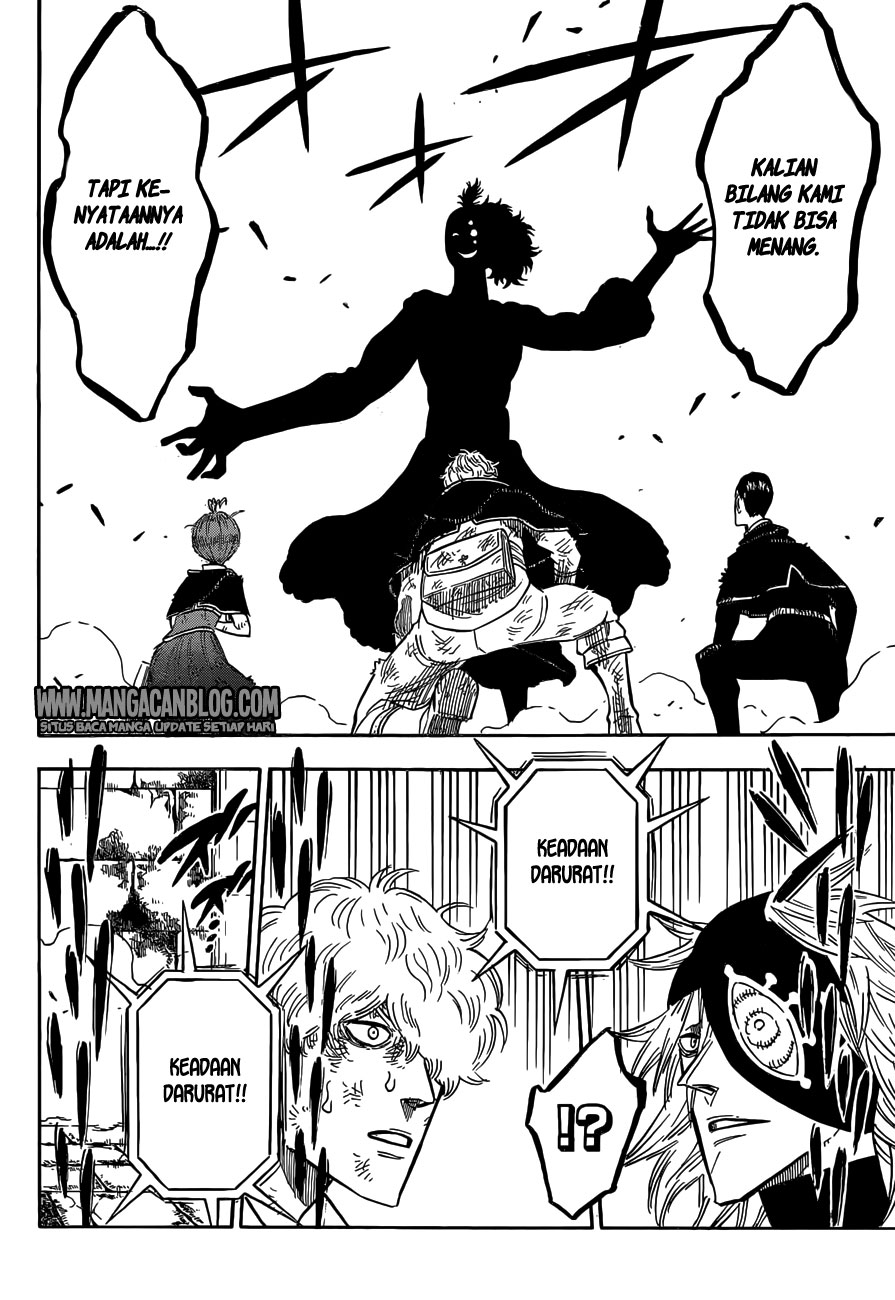 KALIAN
BILANG KAMI
TIDAK BISA
MENANG.
TAPI KE-
NYATAANNYA
ADALAH...!!
WWW.MANGACANBLOG.COM
SITUS BACA MANGA UPDATE SETIAP HARI
KEADAAN
DARURAT!!
!?
KEADAAN
DARURAT!!